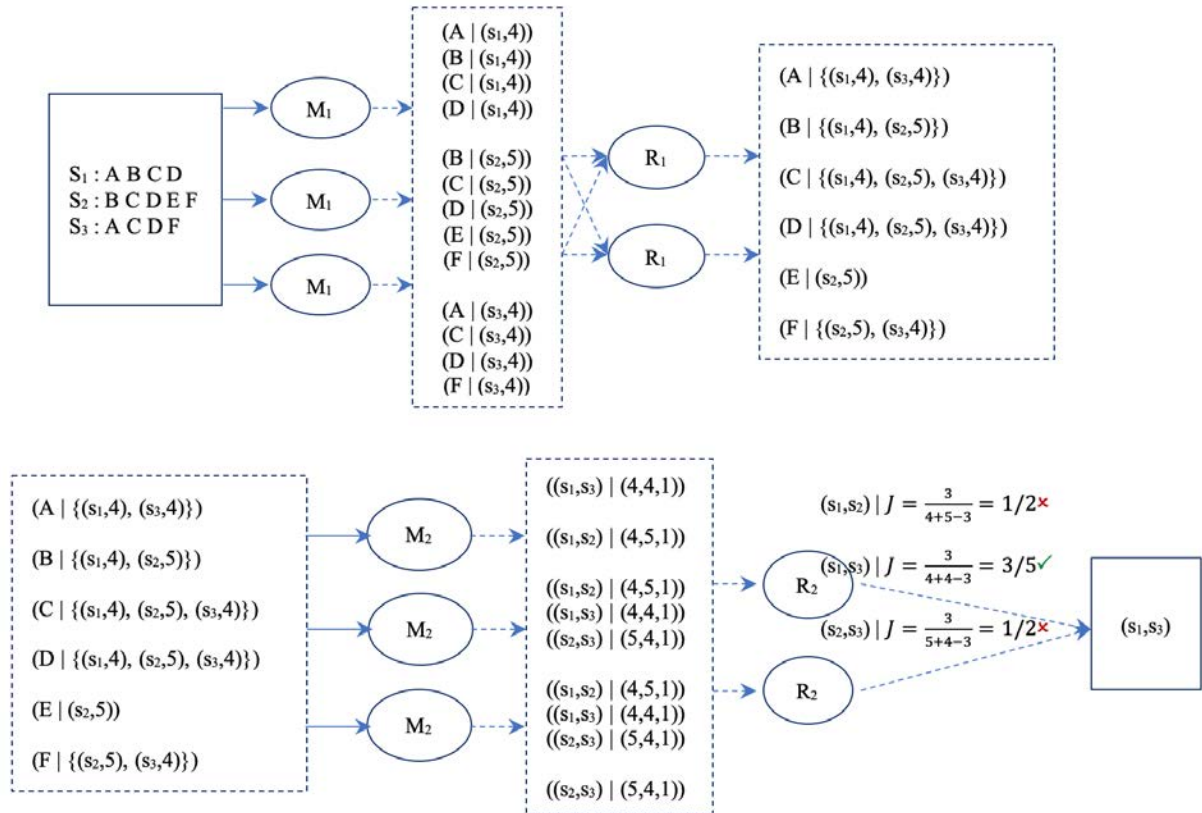 S₁ : A B C D
S₂ : B C D E F
S₃ : A C D F
M₁
M₁
M₁
(A | (s₁,4))
(B | (s₁,4))
(C | (s₁,4))
(D | (s₁,4))
(B | (s₂,5))
(C | (s₂,5))
(D | (s₂,5))
(E | (s₂,5))
(F | (s₂,5))
(A | (s₃,4))
(C | (s₃,4))
(D | (s₃,4))
(F | (s₃,4))
R₁
R₁
(A | {(s₁,4), (s₃,4)})
(B | {(s₁,4), (s₂,5)})
(C | {(s₁,4), (s₂,5), (s₃,4)})
(D | {(s₁,4), (s₂,5), (s₃,4)})
(E | (s₂,5))
(F | {(s₂,5), (s₃,4)})
(A | {(s₁,4), (s₃,4)})
(B | {(s₁,4), (s₂,5)})
(C | {(s₁,4), (s₂,5), (s₃,4)})
(D | {(s₁,4), (s₂,5), (s₃,4)})
(E | (s₂,5))
(F | {(s₂,5), (s₃,4)})
M₂
M₂
M₂
((s₁,s₃) | (4,4,1))
((s₁,s₂) | (4,5,1))
((s₁,s₂) | (4,5,1))
((s₁,s₃) | (4,4,1))
((s₂,s₃) | (5,4,1))
((s₁,s₂) | (4,5,1))
((s₁,s₃) | (4,4,1))
((s₂,s₃) | (5,4,1))
((s₂,s₃) | (5,4,1))
R₂
R₂
(s₁,s₂) | J = 3/(4+5−3) = 1/2 ×
(s₁,s₃) | J = 3/(4+4−3) = 3/5 ✓
(s₂,s₃) | J = 3/(5+4−3) = 1/2 ×
(s₁,s₃)